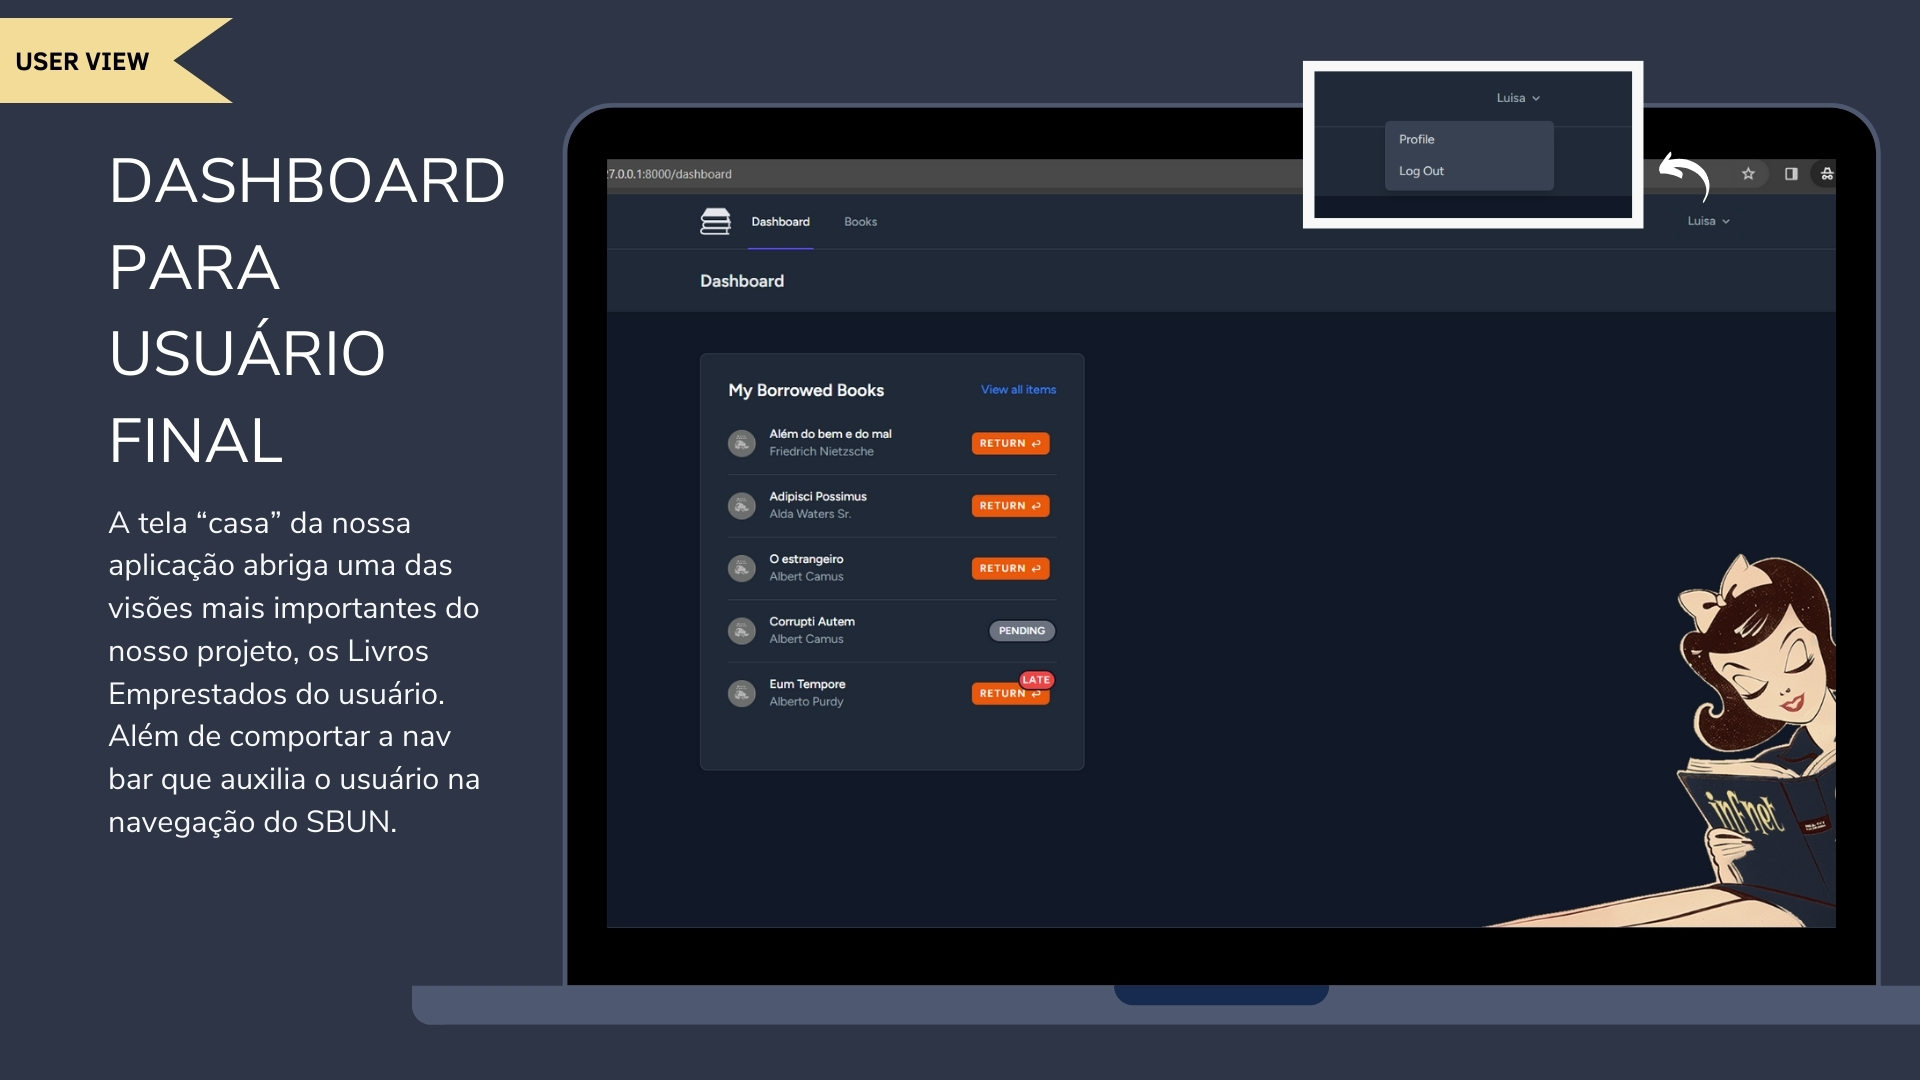 USER VIEW
DASHBOARD
PARA
USUÁRIO
FINAL
A tela “casa” da nossa
aplicação abriga uma das
visões mais importantes do
nosso projeto, os Livros
Emprestados do usuário.
Além de comportar a nav
bar que auxilia o usuário na
navegação do SBUN.
Luisa
Profile
Log Out
7.0.0.1:8000/dashboard
Dashboard
Books
Luisa
Dashboard
My Borrowed Books
View all items
Além do bem e do mal
Friedrich Nietzsche
RETURN
Adipisci Possimus
Alda Waters Sr.
RETURN
O estrangeiro
Albert Camus
RETURN
Corrupti Autem
Albert Camus
PENDING
Eum Tempore
Alberto Purdy
LATE
RETURN
infnet